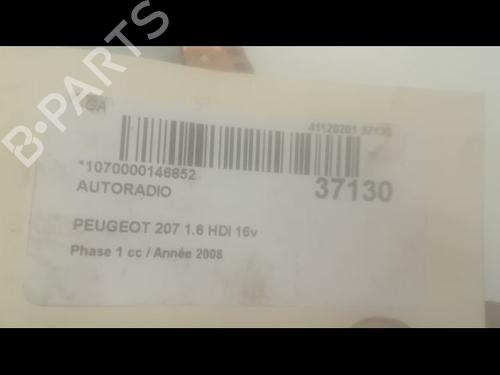 B-PARTS
GA
41120201 37130
*1070000146852
37130
AUTORADIO
PEUGEOT 207 1.6 HDI 16v
Phase 1 cc / Année 2008